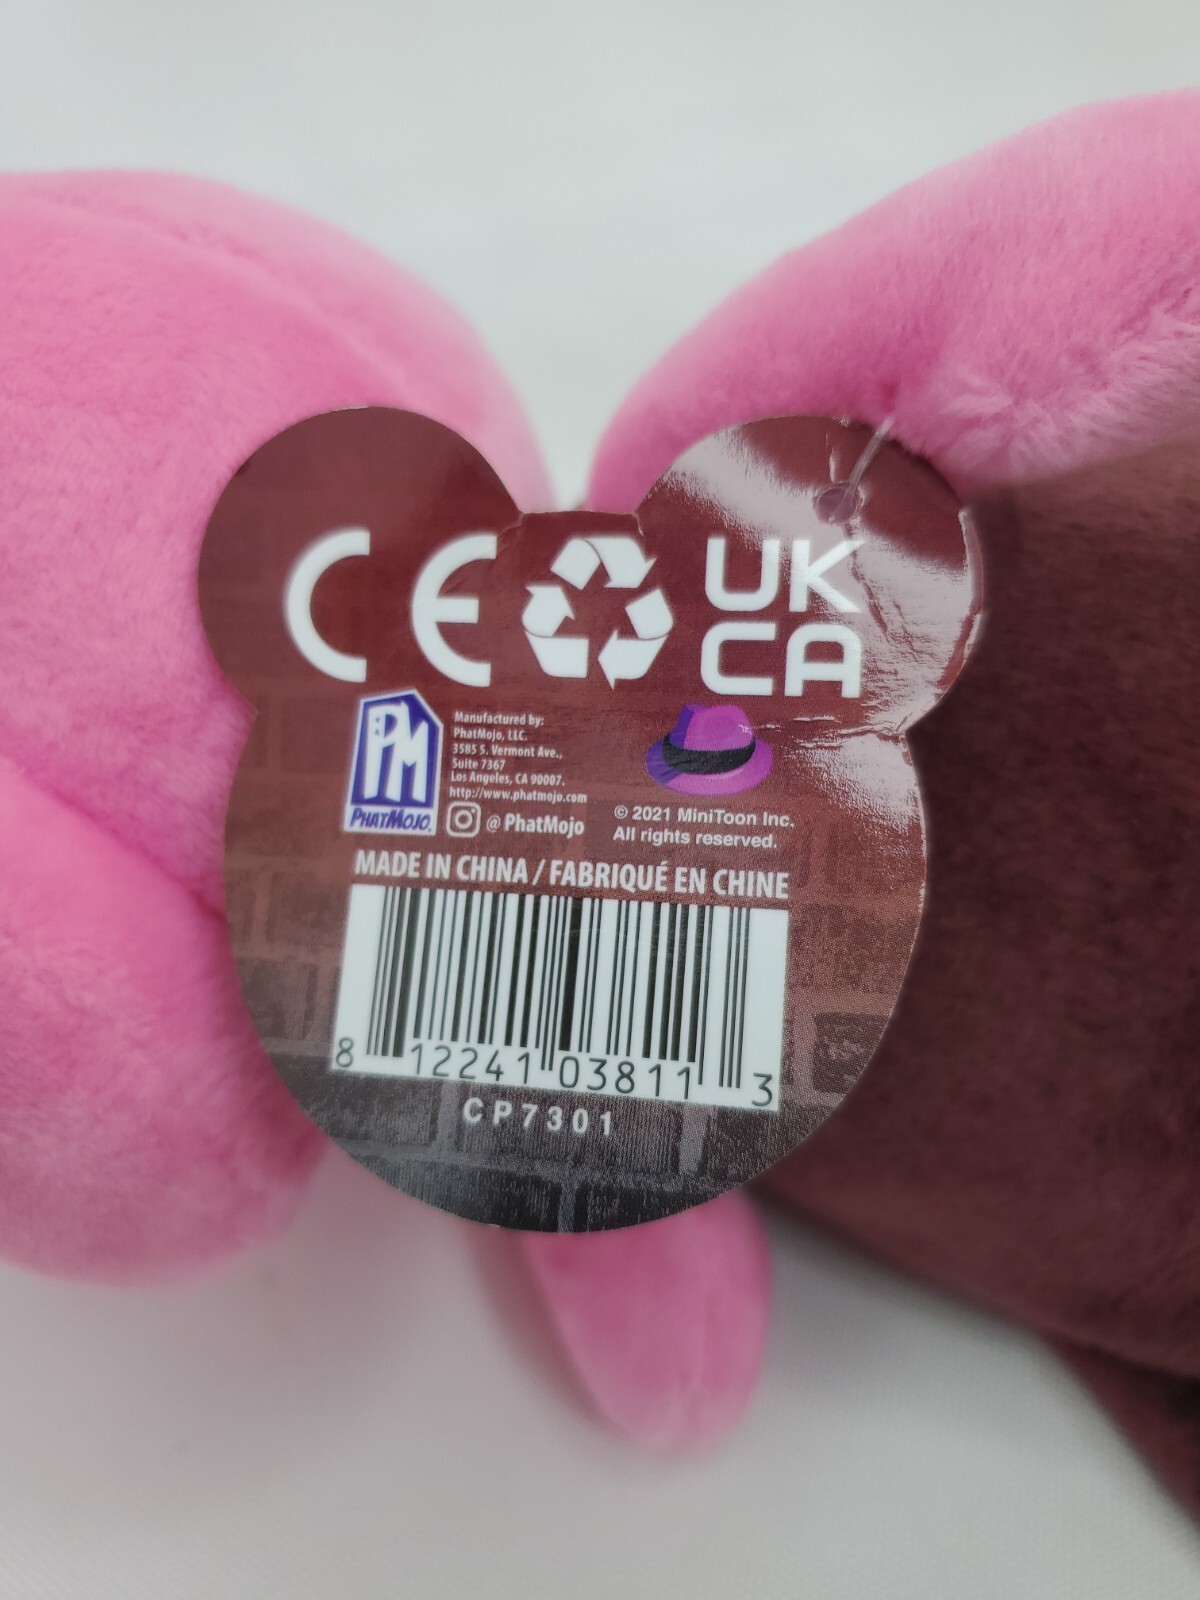 CE
UK
CA
PM
PHATMOJO.
Manufactured by:
PhatMojo, LLC.
3585 S. Vermont Ave.,
Suite 7367
Los Angeles, CA 90007.
http://www.phatmojo.com
@PhatMojo
© 2021 MiniToon Inc.
All rights reserved.
MADE IN CHINA / FABRIQUÉ EN CHINE
8 12241 03811 3
CP7301